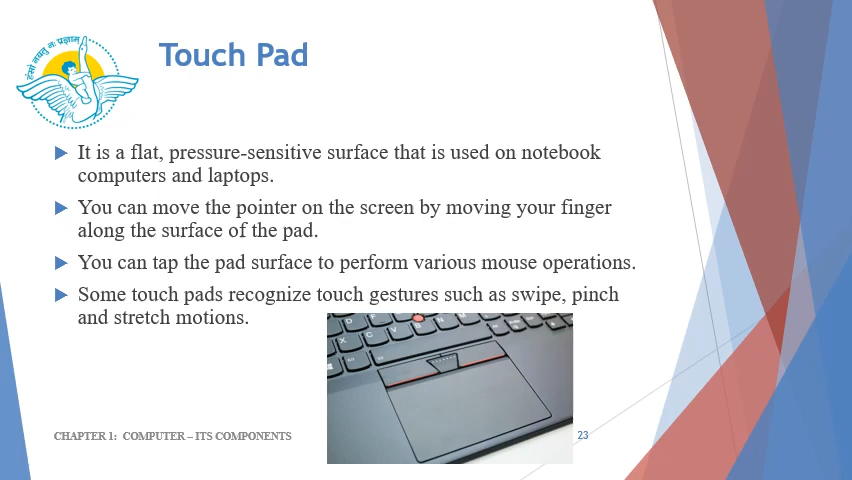 हंसो नयतु नः प्रज्ञाम्
Touch Pad
It is a flat, pressure-sensitive surface that is used on notebook
computers and laptops.
You can move the pointer on the screen by moving your finger
along the surface of the pad.
You can tap the pad surface to perform various mouse operations.
Some touch pads recognize touch gestures such as swipe, pinch
and stretch motions.
CHAPTER 1: COMPUTER – ITS COMPONENTS
23